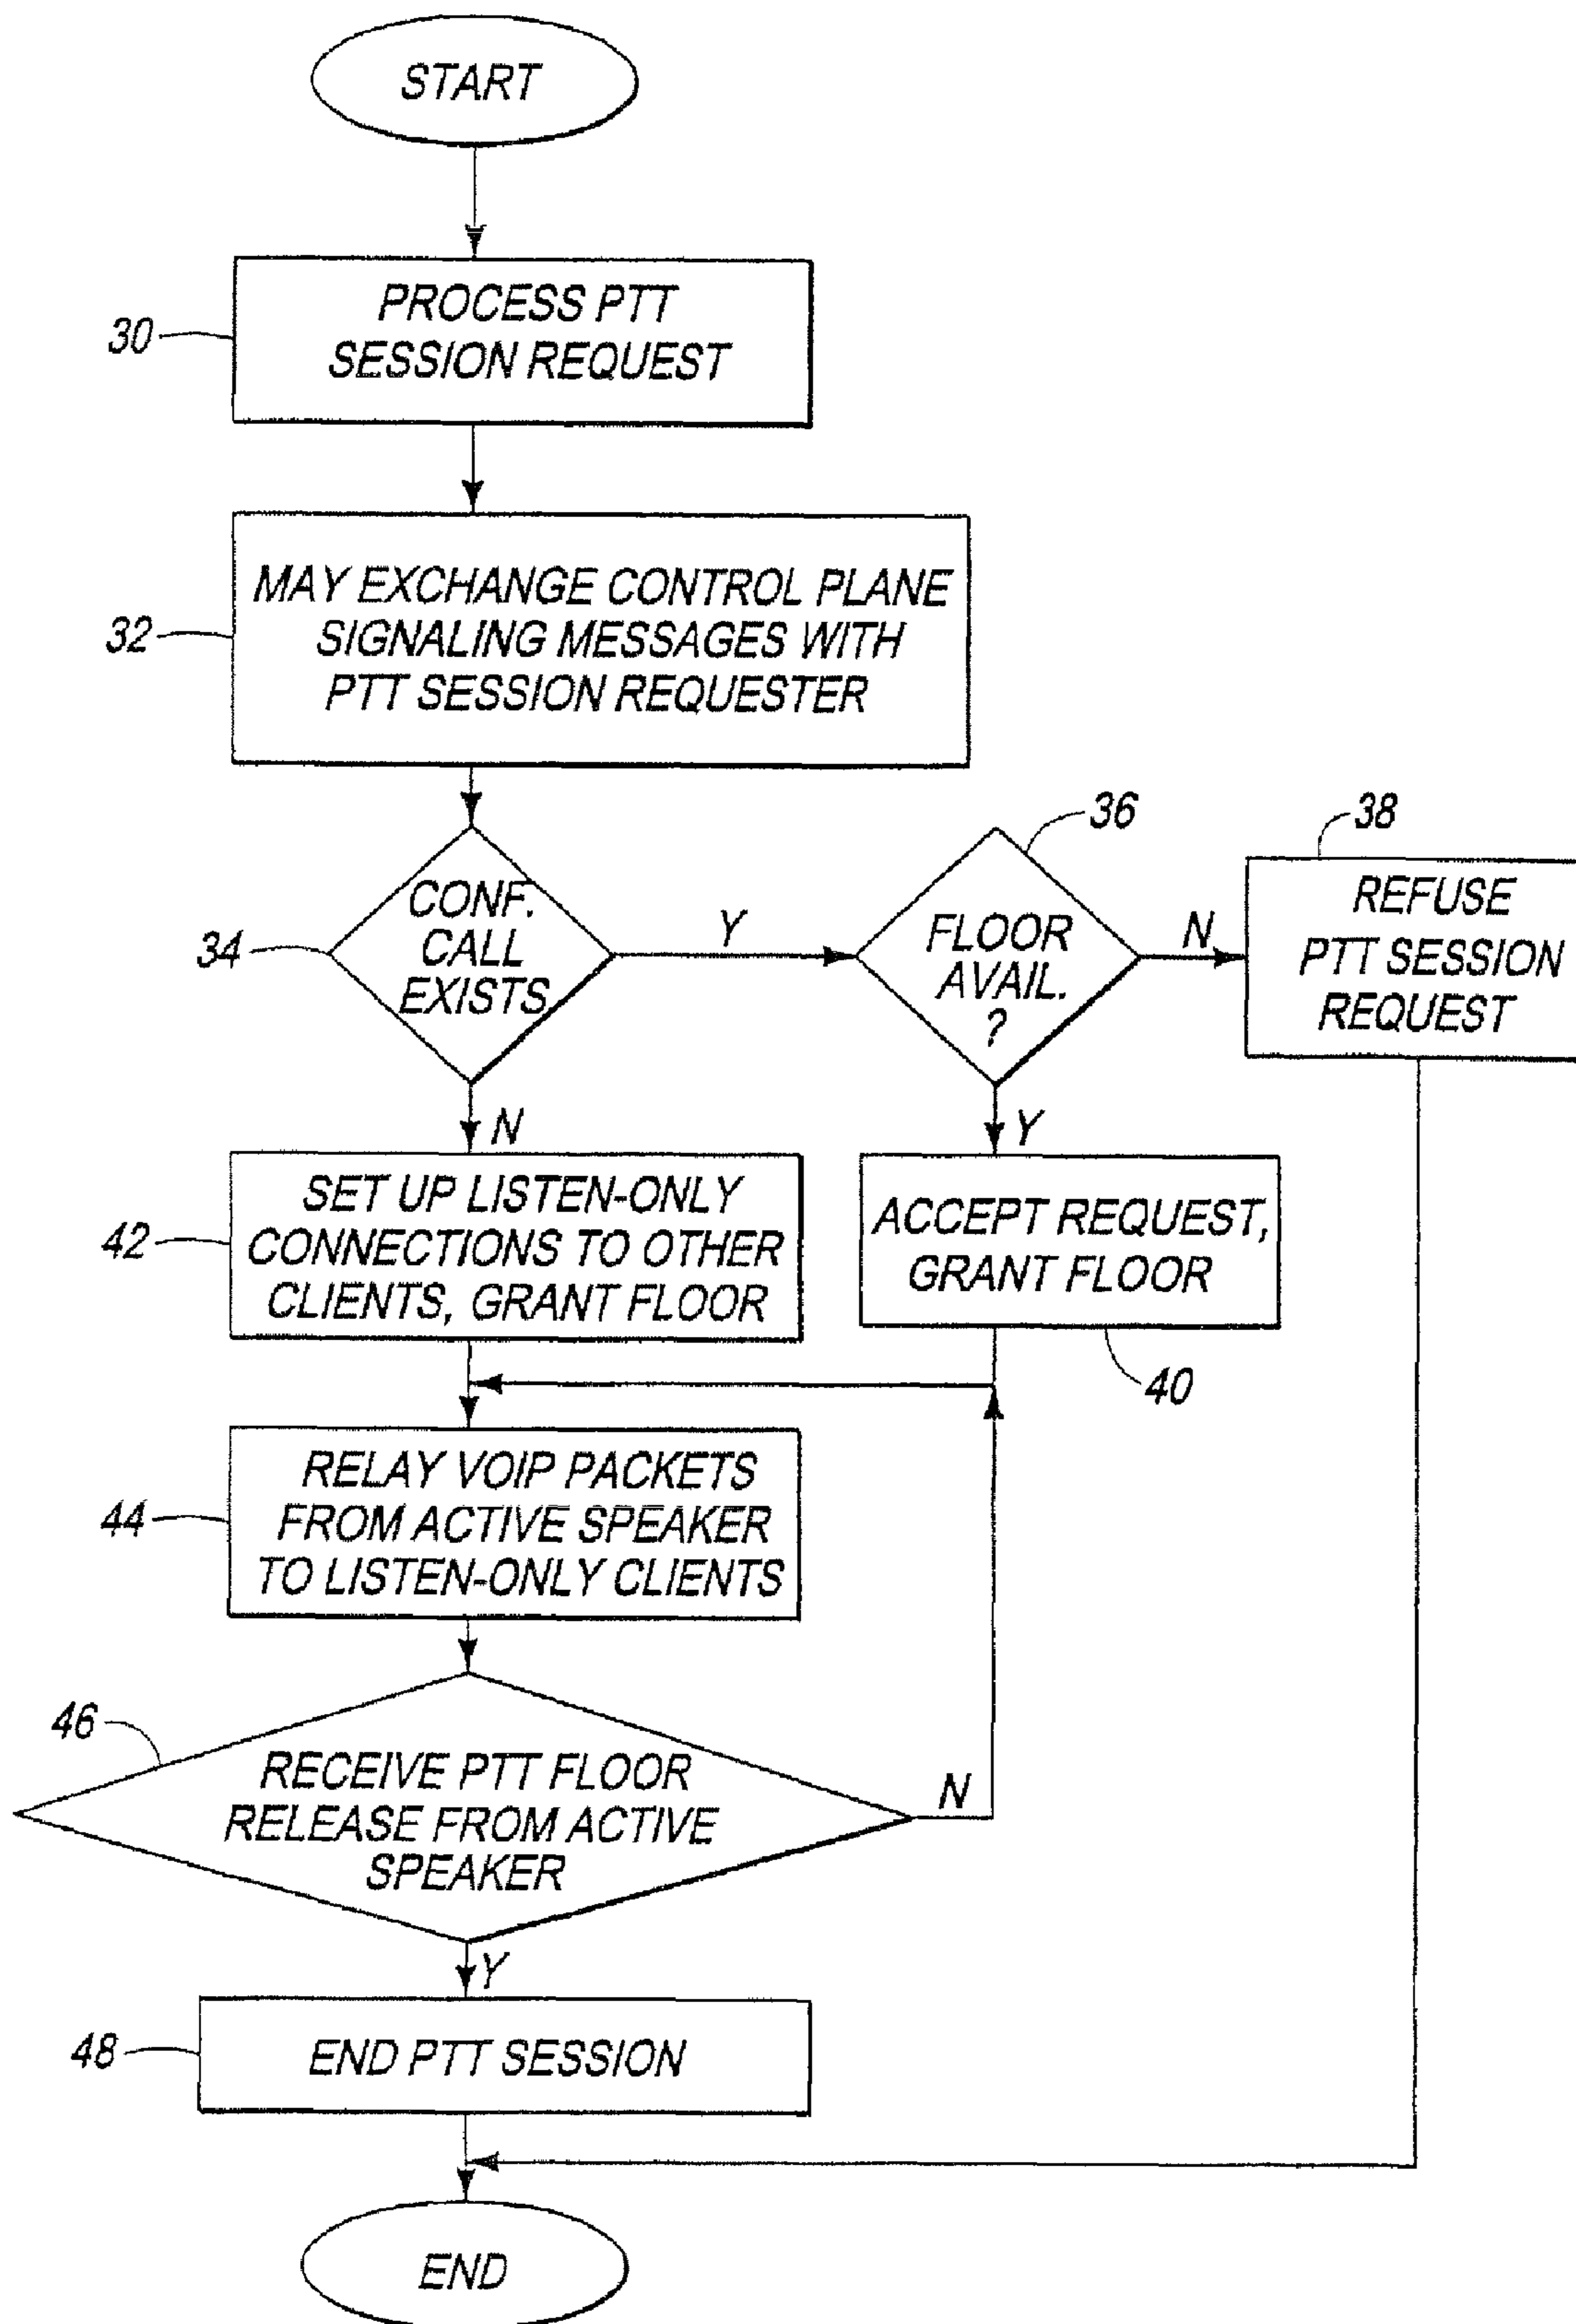 START
30
PROCESS PTT
SESSION REQUEST
32
MAY EXCHANGE CONTROL PLANE
SIGNALING MESSAGES WITH
PTT SESSION REQUESTER
34
CONF.
CALL
EXISTS
Y
36
FLOOR
AVAIL.
?
N
38
REFUSE
PTT SESSION
REQUEST
N
Y
42
SET UP LISTEN-ONLY
CONNECTIONS TO OTHER
CLIENTS, GRANT FLOOR
ACCEPT REQUEST,
GRANT FLOOR
40
44
RELAY VOIP PACKETS
FROM ACTIVE SPEAKER
TO LISTEN-ONLY CLIENTS
46
RECEIVE PTT FLOOR
RELEASE FROM ACTIVE
SPEAKER
N
Y
48
END PTT SESSION
END